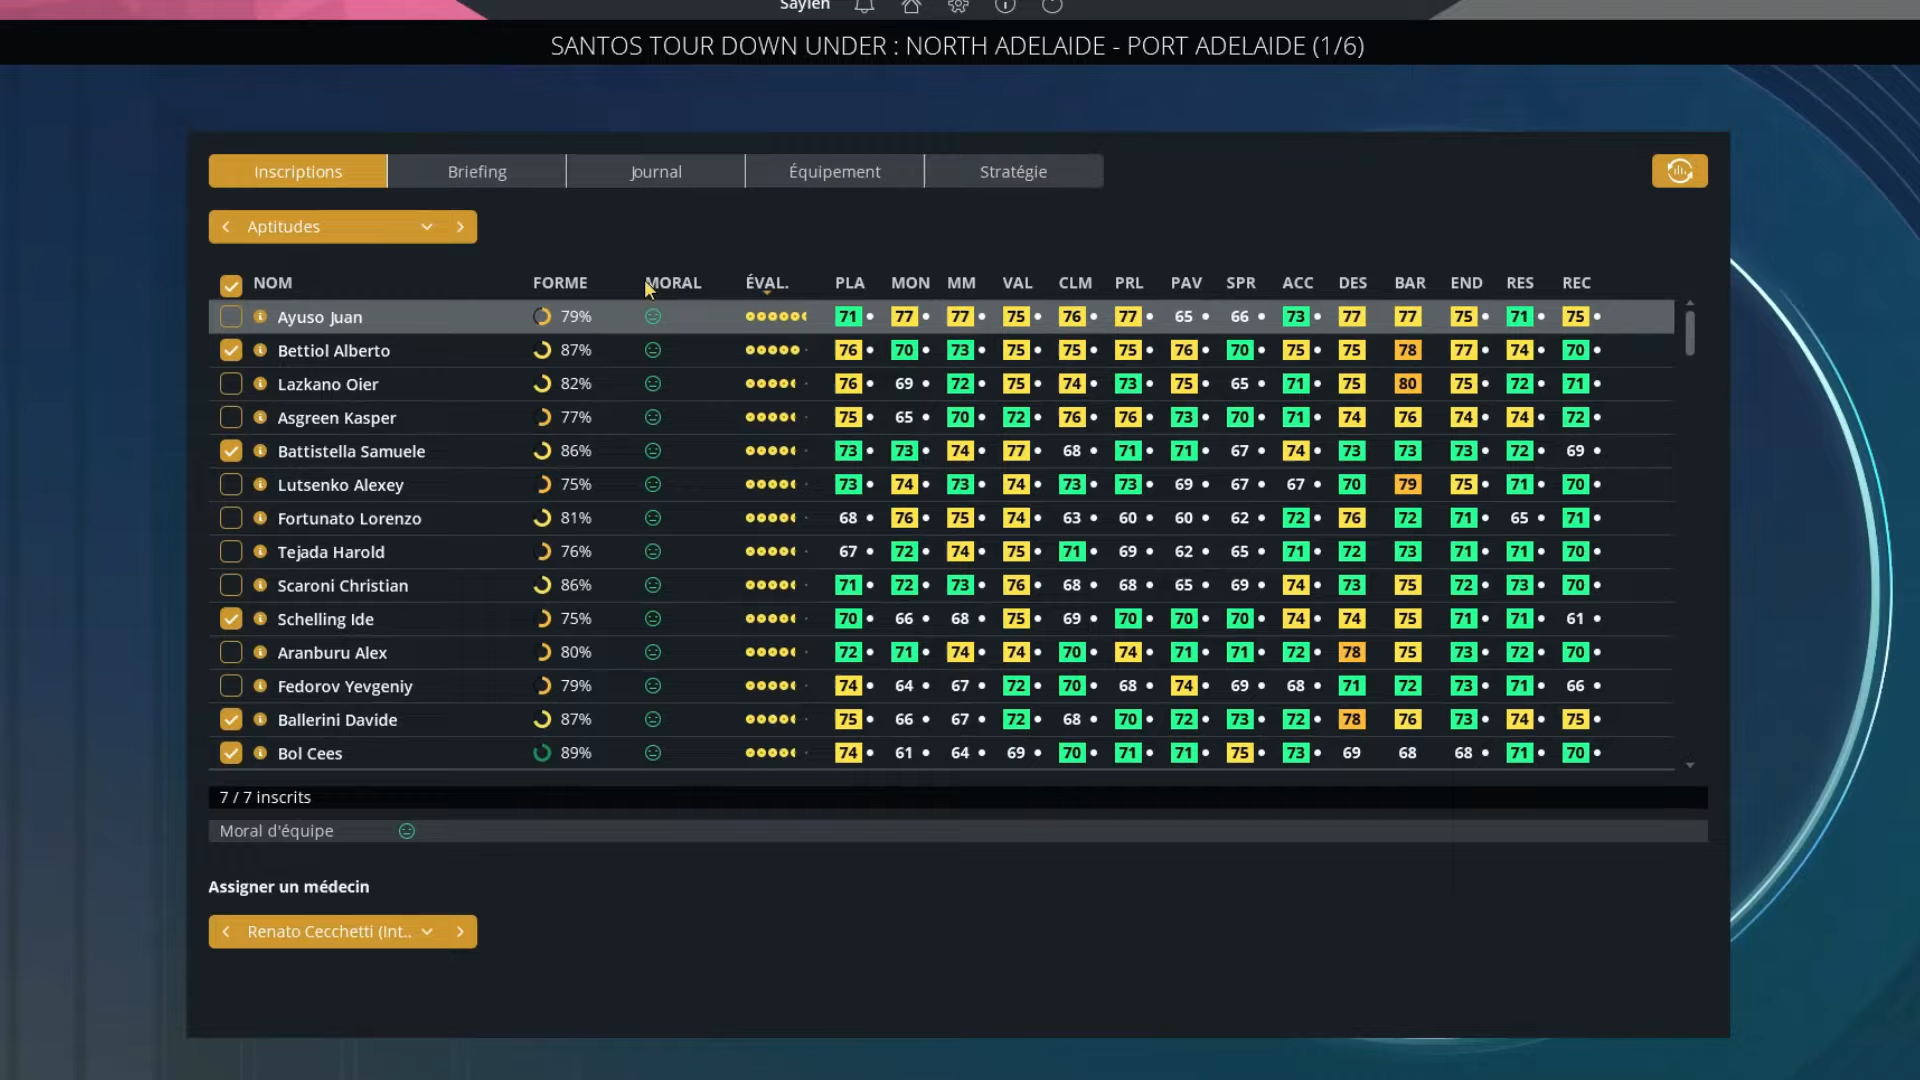 Saylen
SANTOS TOUR DOWN UNDER : NORTH ADELAIDE - PORT ADELAIDE (1/6)
Inscriptions Briefing Journal Équipement Stratégie
Aptitudes
NOM FORME MORAL ÉVAL. PLA MON MM VAL CLM PRL PAV SPR ACC DES BAR END RES REC
Ayuso Juan 79% 71 77 77 75 76 77 65 66 73 77 77 75 71 75
Bettiol Alberto 87% 76 70 73 75 75 75 76 70 75 75 78 77 74 70
Lazkano Oier 82% 76 69 72 75 74 73 75 65 71 75 80 75 72 71
Asgreen Kasper 77% 75 65 70 72 76 76 73 70 71 74 76 74 74 72
Battistella Samuele 86% 73 73 74 77 68 71 71 67 74 73 73 73 72 69
Lutsenko Alexey 75% 73 74 73 74 73 73 69 67 67 70 79 75 71 70
Fortunato Lorenzo 81% 68 76 75 74 63 60 60 62 72 76 72 71 65 71
Tejada Harold 76% 67 72 74 75 71 69 62 65 71 72 73 71 71 70
Scaroni Christian 86% 71 72 73 76 68 68 65 69 74 73 75 72 73 70
Schelling Ide 75% 70 66 68 75 69 70 70 70 74 74 75 71 71 61
Aranburu Alex 80% 72 71 74 74 70 74 71 71 72 78 75 73 72 70
Fedorov Yevgeniy 79% 74 64 67 72 70 68 74 69 68 71 72 73 71 66
Ballerini Davide 87% 75 66 67 72 68 70 72 73 72 78 76 73 74 75
Bol Cees 89% 74 61 64 69 70 71 71 75 73 69 68 68 71 70
7 / 7 inscrits
Moral d'équipe
Assigner un médecin
Renato Cecchetti (Int..